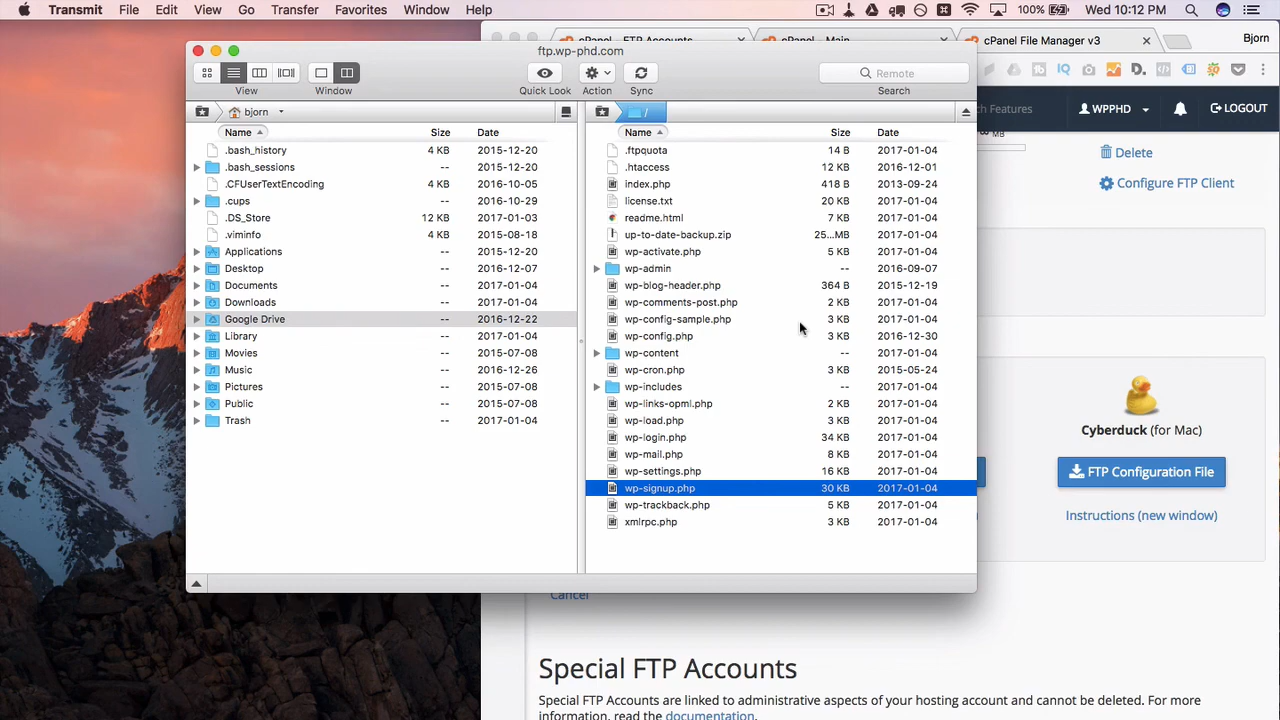 Transmit File Edit View Go Transfer Favorites Window Help 100% Wed 10:12 PM
cPanel - FTP Accounts × cPanel - Main × cPanel File Manager v3 × Bjorn
ftp.wp-phd.com
View Window Quick Look Action Sync Remote Search
ch Features WPPHD LOGOUT
bjorn /
Name Size Date Name Size Date
.bash_history 4 KB 2015-12-20
.bash_sessions -- 2015-12-20
.CFUserTextEncoding 4 KB 2016-10-05
.cups -- 2016-10-29
.DS_Store 12 KB 2017-01-03
.viminfo 4 KB 2015-08-18
Applications -- 2016-12-20
Desktop -- 2016-12-07
Documents -- 2017-01-04
Downloads -- 2017-01-04
Google Drive -- 2016-12-22
Library -- 2017-01-04
Movies -- 2015-07-08
Music -- 2016-12-26
Pictures -- 2015-07-08
Public -- 2015-07-08
Trash -- 2017-01-04
.ftpquota 14 B 2017-01-04
.htaccess 12 KB 2016-12-01
index.php 418 B 2013-09-24
license.txt 20 KB 2017-01-04
readme.html 7 KB 2017-01-04
up-to-date-backup.zip 25...MB 2017-01-04
wp-activate.php 5 KB 2017-01-04
wp-admin -- 2016-09-07
wp-blog-header.php 364 B 2015-12-19
wp-comments-post.php 2 KB 2017-01-04
wp-config-sample.php 3 KB 2017-01-04
wp-config.php 3 KB 2016-12-30
wp-content -- 2017-01-04
wp-cron.php 3 KB 2015-05-24
wp-includes -- 2017-01-04
wp-links-opml.php 2 KB 2017-01-04
wp-load.php 3 KB 2017-01-04
wp-login.php 34 KB 2017-01-04
wp-mail.php 8 KB 2017-01-04
wp-settings.php 16 KB 2017-01-04
wp-signup.php 30 KB 2017-01-04
wp-trackback.php 5 KB 2017-01-04
xmlrpc.php 3 KB 2017-01-04
MB
Delete
Configure FTP Client
Cyberduck (for Mac)
FTP Configuration File
Instructions (new window)
Cancel
Special FTP Accounts
Special FTP Accounts are linked to administrative aspects of your hosting account and cannot be deleted. For more
information, read the documentation.